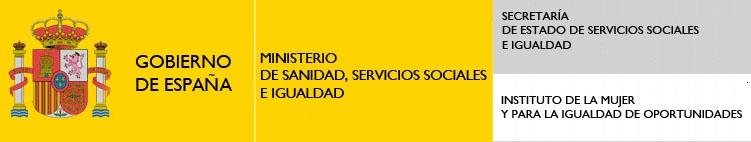 GOBIERNO
DE ESPAÑA
MINISTERIO
DE SANIDAD, SERVICIOS SOCIALES
E IGUALDAD
SECRETARÍA
DE ESTADO DE SERVICIOS SOCIALES
E IGUALDAD
INSTITUTO DE LA MUJER
Y PARA LA IGUALDAD DE OPORTUNIDADES